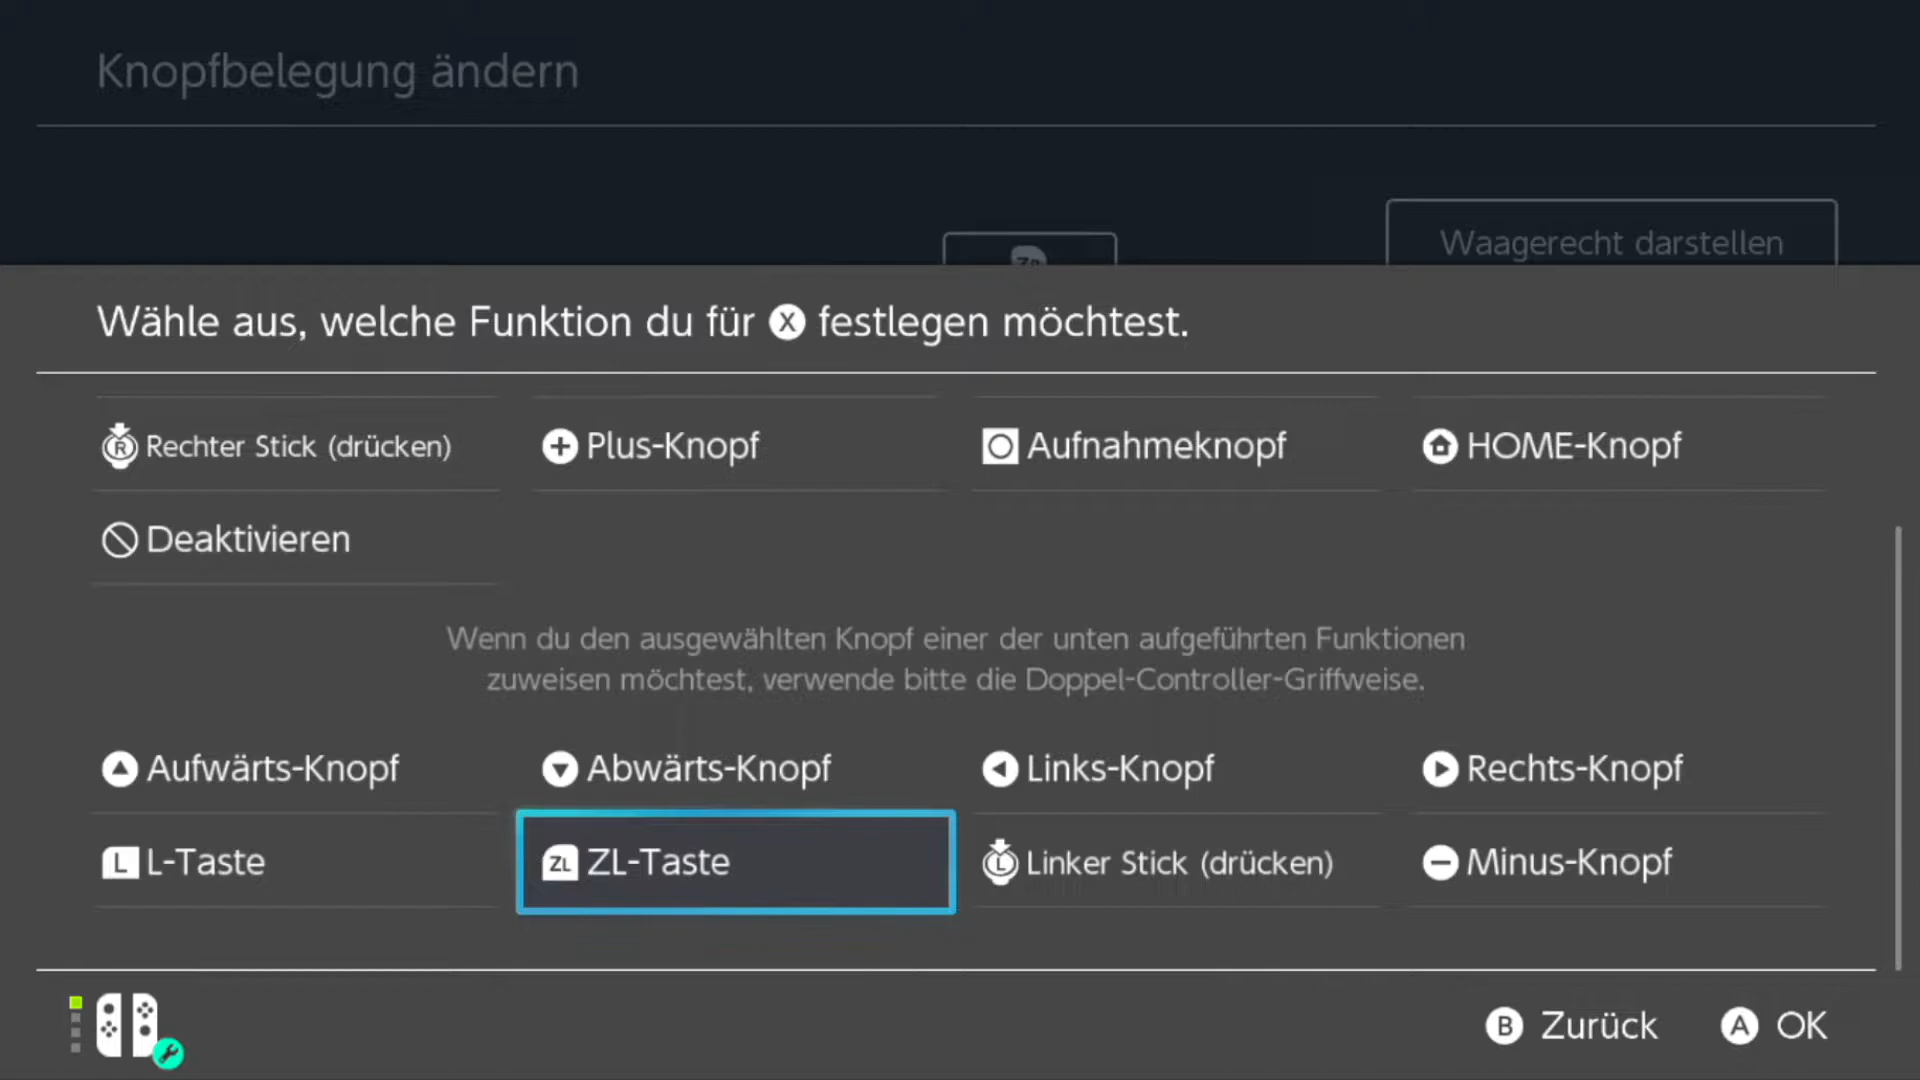 Knopfbelegung ändern
Waagerecht darstellen
Wähle aus, welche Funktion du für X festlegen möchtest.
R Rechter Stick (drücken)
Plus-Knopf
Aufnahmeknopf
HOME-Knopf
Deaktivieren
Wenn du den ausgewählten Knopf einer der unten aufgeführten Funktionen
zuweisen möchtest, verwende bitte die Doppel-Controller-Griffweise.
Aufwärts-Knopf
Abwärts-Knopf
Links-Knopf
Rechts-Knopf
L L-Taste
ZL ZL-Taste
L Linker Stick (drücken)
Minus-Knopf
B Zurück
A OK